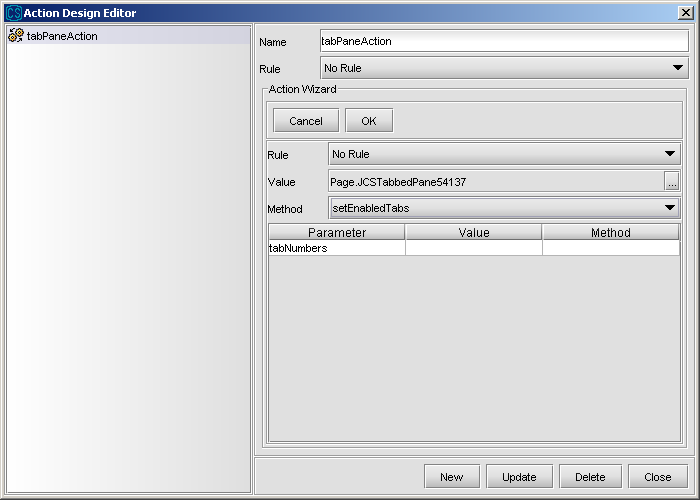 CS Action Design Editor
tabPaneAction
Name tabPaneAction
Rule No Rule
Action Wizard
Cancel OK
Rule No Rule
Value Page.JCSTabbedPane54137 ...
Method setEnabledTabs
Parameter Value Method
tabNumbers
New Update Delete Close